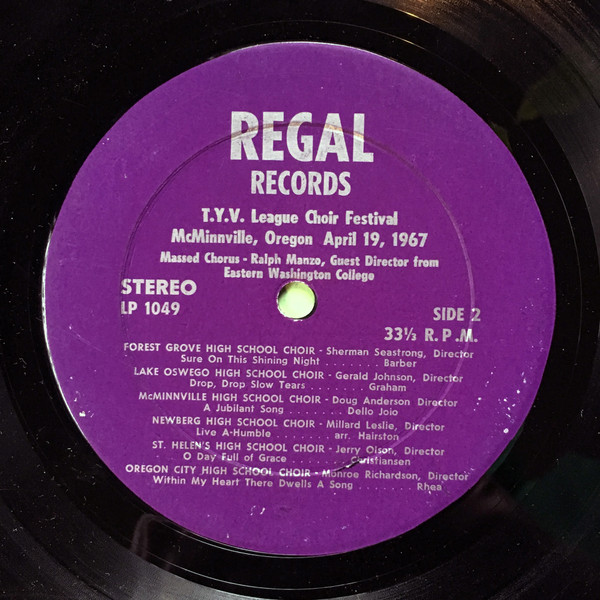 REGAL
RECORDS
T.Y.V. League Choir Festival
McMinnville, Oregon April 19, 1967
Massed Chorus - Ralph Manzo, Guest Director from
Eastern Washington College
STEREO
LP 1049
SIDE 2
33⅓ R.P.M.
FOREST GROVE HIGH SCHOOL CHOIR - Sherman Seastrong, Director
Sure On This Shining Night . . . . . . . . Barber
LAKE OSWEGO HIGH SCHOOL CHOIR - Gerald Johnson, Director
Drop, Drop Slow Tears . . . . . . . . Graham
McMINNVILLE HIGH SCHOOL CHOIR - Doug Anderson Director
A Jubilant Song . . . . . . . Dello Joio
NEWBERG HIGH SCHOOL CHOIR - Millard Leslie, Director
Live A-Humble . . . . . . . . arr. Hairston
ST. HELEN'S HIGH SCHOOL CHOIR - Jerry Olson, Director
O Day Full of Grace . . . . . . . . Christiansen
OREGON CITY HIGH SCHOOL CHOIR - Monroe Richardson, Director
Within My Heart There Dwells A Song . . . . . . . Rhea